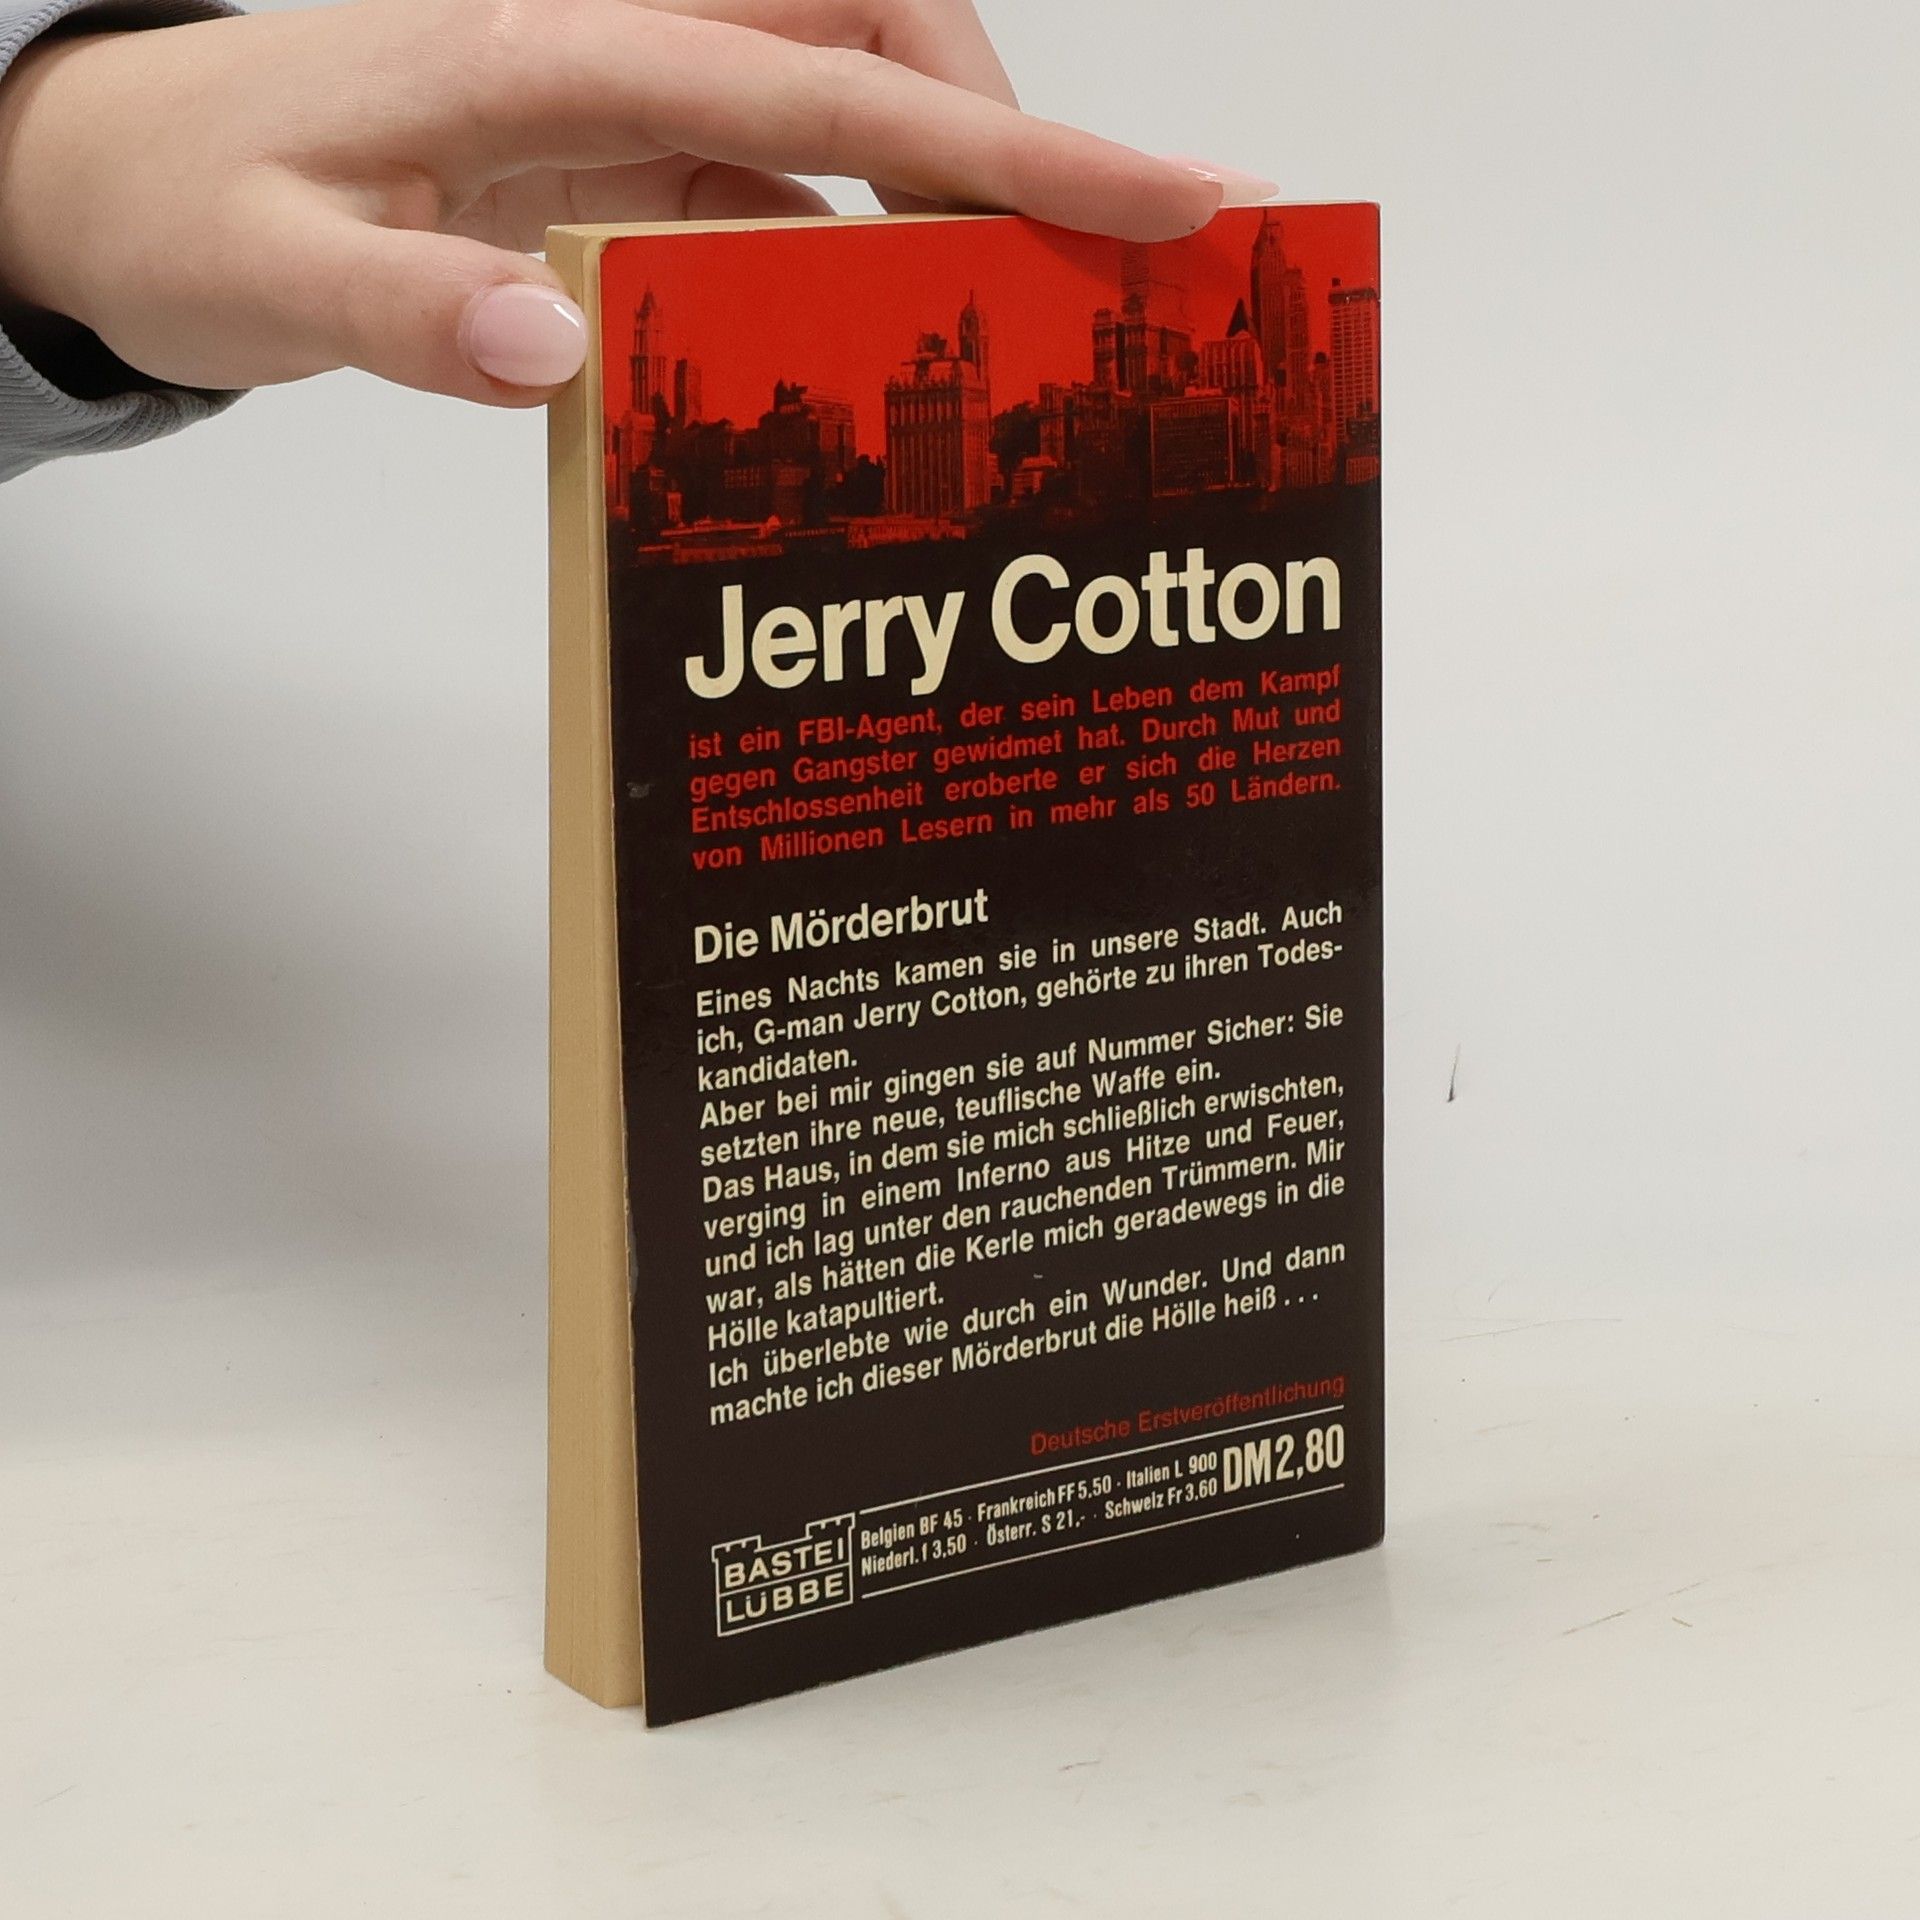 Jerry Cotton
ist ein FBI-Agent, der sein Leben dem Kampf
gegen Gangster gewidmet hat. Durch Mut und
Entschlossenheit eroberte er sich die Herzen
von Millionen Lesern in mehr als 50 Ländern.
Die Mörderbrut
Eines Nachts kamen sie in unsere Stadt. Auch
ich, G-man Jerry Cotton, gehörte zu ihren Todes-
kandidaten.
Aber bei mir gingen sie auf Nummer Sicher: Sie
setzten ihre neue, teuflische Waffe ein.
Das Haus, in dem sie mich schließlich erwischten,
verging in einem Inferno aus Hitze und Feuer,
und ich lag unter den rauchenden Trümmern. Mir
war, als hätten die Kerle mich geradewegs in die
Hölle katapultiert.
Ich überlebte wie durch ein Wunder. Und dann
machte ich dieser Mörderbrut die Hölle heiß . . .
Deutsche Erstveröffentlichung
BASTEI
LÜBBE
Belgien BF 45 · Frankreich FF 5.50 · Italien L 900
Niederl. f 3,50 · Österr. S 21.- · Schweiz Fr 3,60
DM 2,80